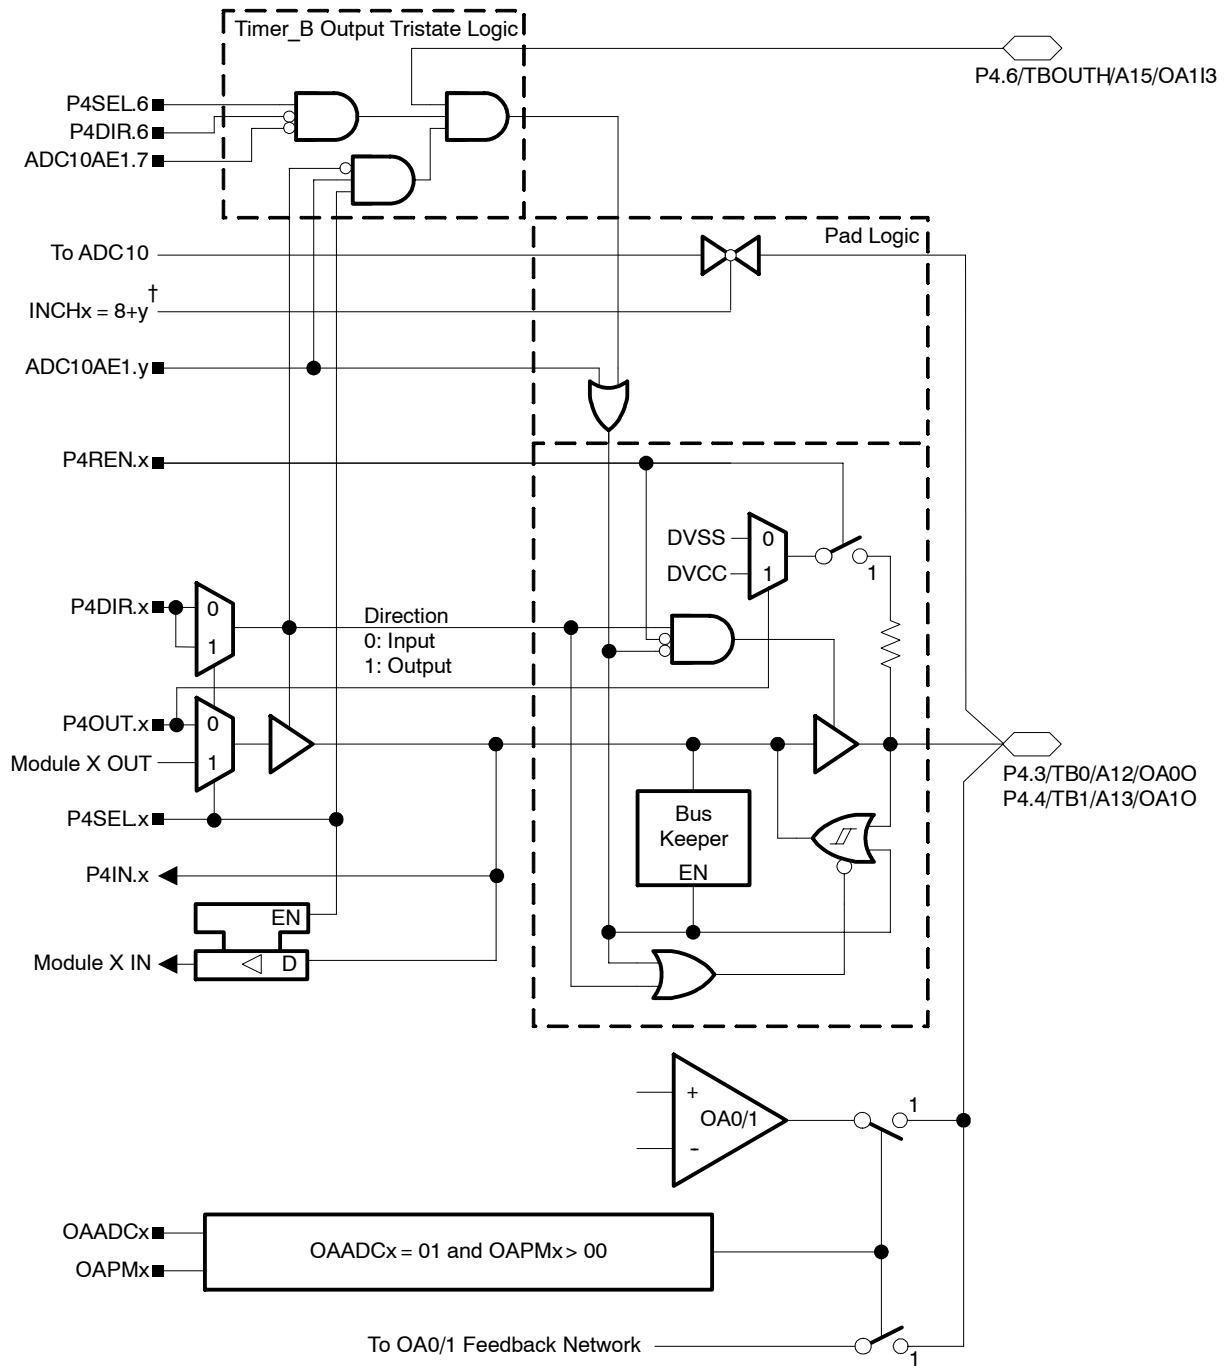 Timer_B Output Tristate Logic
P4.6/TBOUTH/A15/OA1I3
P4SEL.6
P4DIR.6
ADC10AE1.7
Pad Logic
To ADC10
INCHx = 8+y†
ADC10AE1.y
P4REN.x
DVSS
0
DVCC
1
1
P4DIR.x
0
1
Direction
0: Input
1: Output
P4OUT.x
0
Module X OUT
1
P4.3/TB0/A12/OA0O
P4.4/TB1/A13/OA1O
P4SEL.x
Bus
Keeper
EN
P4IN.x
EN
Module X IN
D
+
OA0/1
-
1
OAADCx
OAPMx
OAADCx = 01 and OAPMx > 00
To OA0/1 Feedback Network
1